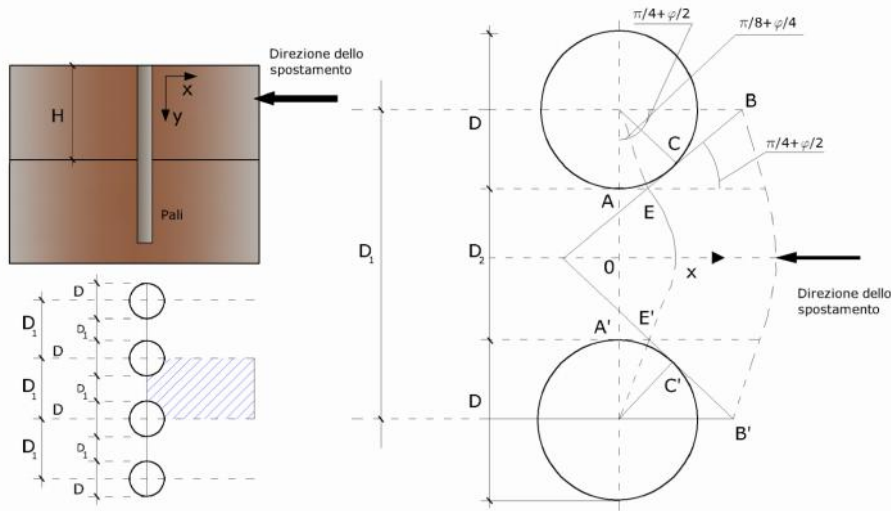 Direzione dello
spostamento
H
x
y
Pali
D
D₁
D₁
D
D₁
D₁
D
D₁
D₁
D
π/4+φ/2
π/8+φ/4
B
D
C
π/4+φ/2
A
E
D₁
D₂
0
x
Direzione dello
spostamento
A'
E'
C'
D
B'